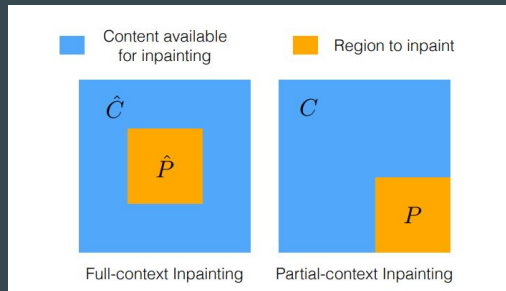 Content available
for inpainting
Region to inpaint
Ĉ
P̂
C
P
Full-context Inpainting
Partial-context Inpainting